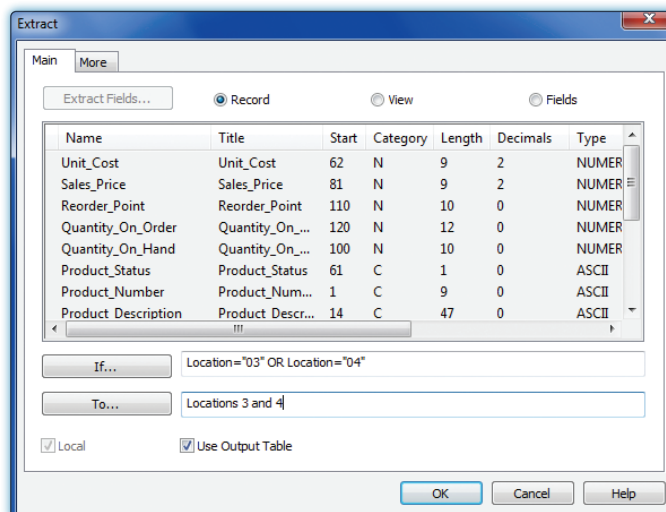 Extract
Main More
Extract Fields... Record View Fields
Name Title Start Category Length Decimals Type
Unit_Cost Unit_Cost 62 N 9 2 NUMER
Sales_Price Sales_Price 81 N 9 2 NUMER
Reorder_Point Reorder_Point 110 N 10 0 NUMER
Quantity_On_Order Quantity_On_... 120 N 12 0 NUMER
Quantity_On_Hand Quantity_On_... 100 N 10 0 NUMER
Product_Status Product_Status 61 C 1 0 ASCII
Product_Number Product_Num... 1 C 9 0 ASCII
Product_Description Product_Descr... 14 C 47 0 ASCII
If... Location="03" OR Location="04"
To... Locations 3 and 4
Local Use Output Table
OK Cancel Help